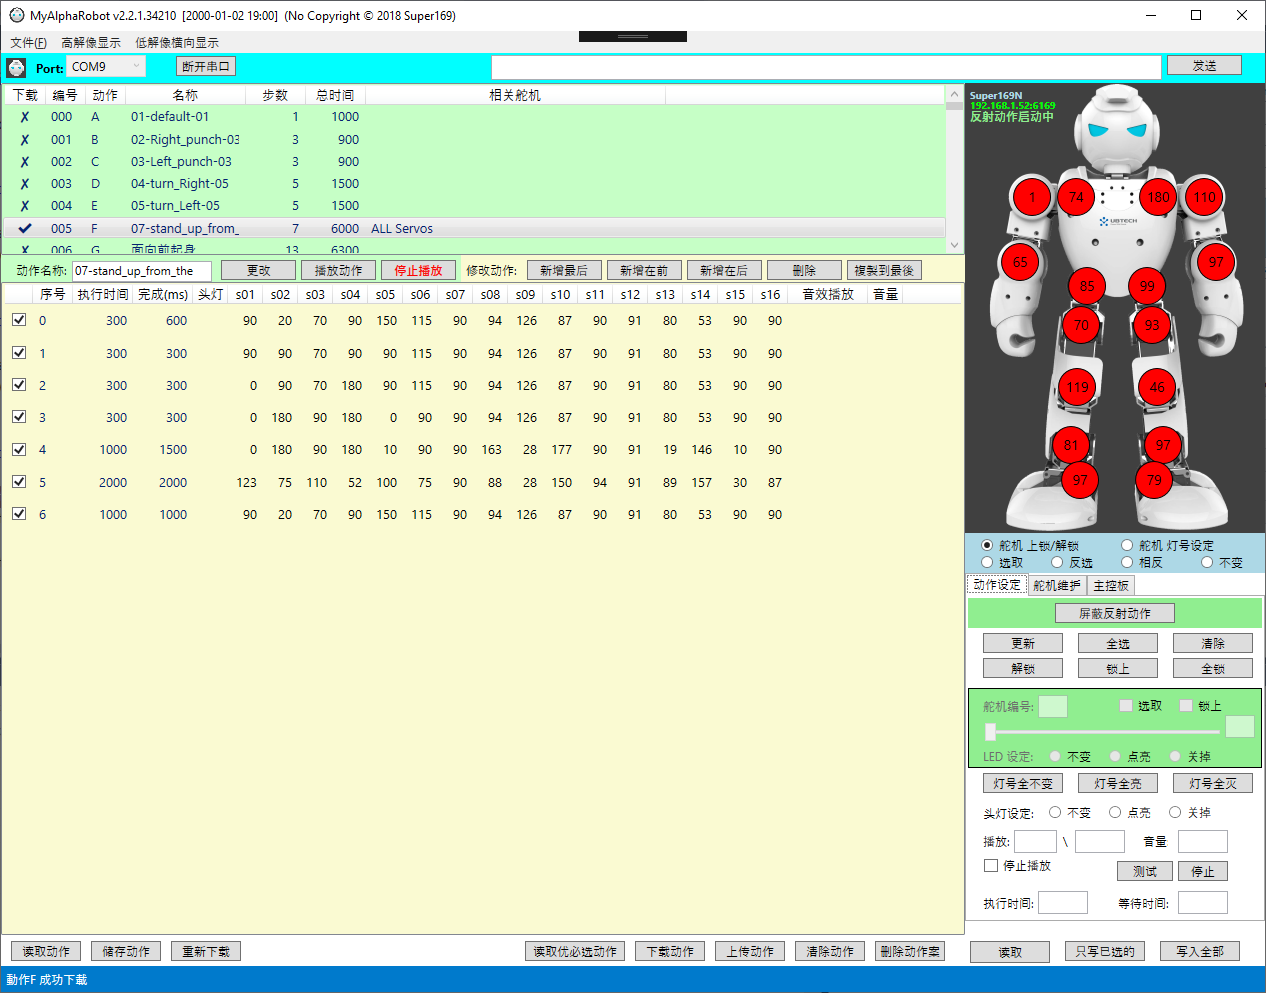 MyAlphaRobot v2.2.1.34210 [2000-01-02 19:00] (No Copyright © 2018 Super169)
文件(F) 高解像显示 低解像横向显示
Port: COM9 断开串口 发送
下载 编号 动作 名称 步数 总时间 相关舵机
✗ 000 A 01-default-01 1 1000
✗ 001 B 02-Right_punch-03 3 900
✗ 002 C 03-Left_punch-03 3 900
✗ 003 D 04-turn_Right-05 5 1500
✗ 004 E 05-turn_Left-05 5 1500
✔ 005 F 07-stand_up_from_ 7 6000 ALL Servos
✗ 006 G 面向前起身 13 6300
动作名称: 07-stand_up_from_the 更改 播放动作 停止播放 修改动作: 新增最后 新增在前 新增在后 删除 複製到最後
序号 执行时间 完成(ms) 头灯 s01 s02 s03 s04 s05 s06 s07 s08 s09 s10 s11 s12 s13 s14 s15 s16 音效播放 音量
0 300 600 90 20 70 90 150 115 90 94 126 87 90 91 80 53 90 90
1 300 300 90 90 70 90 90 115 90 94 126 87 90 91 80 53 90 90
2 300 300 0 90 70 180 90 115 90 94 126 87 90 91 80 53 90 90
3 300 300 0 180 90 180 0 90 90 94 126 87 90 91 80 53 90 90
4 1000 1500 0 180 90 180 10 90 90 163 28 177 90 91 19 146 10 90
5 2000 2000 123 75 110 52 100 75 90 88 28 150 94 91 89 157 30 87
6 1000 1000 90 20 70 90 150 115 90 94 126 87 90 91 80 53 90 90
Super169N
192.168.1.52:6169
反射动作启动中
1 74 180 110
UBTECH
65 97
85 99
70 93
119 46
81 97
97 79
舵机 上锁/解锁 舵机 灯号设定
选取 反选 相反 不变
动作设定 舵机维护 主控板
屏蔽反射动作
更新 全选 清除
解锁 锁上 全锁
舵机编号: 选取 锁上
LED 设定: 不变 点亮 关掉
灯号全不变 灯号全亮 灯号全灭
头灯设定: 不变 点亮 关掉
播放: \ 音量
停止播放 测试 停止
执行时间: 等待时间:
读取动作 储存动作 重新下载 读取优必选动作 下载动作 上传动作 清除动作 删除动作案 读取 只写已选的 写入全部
動作F 成功下載